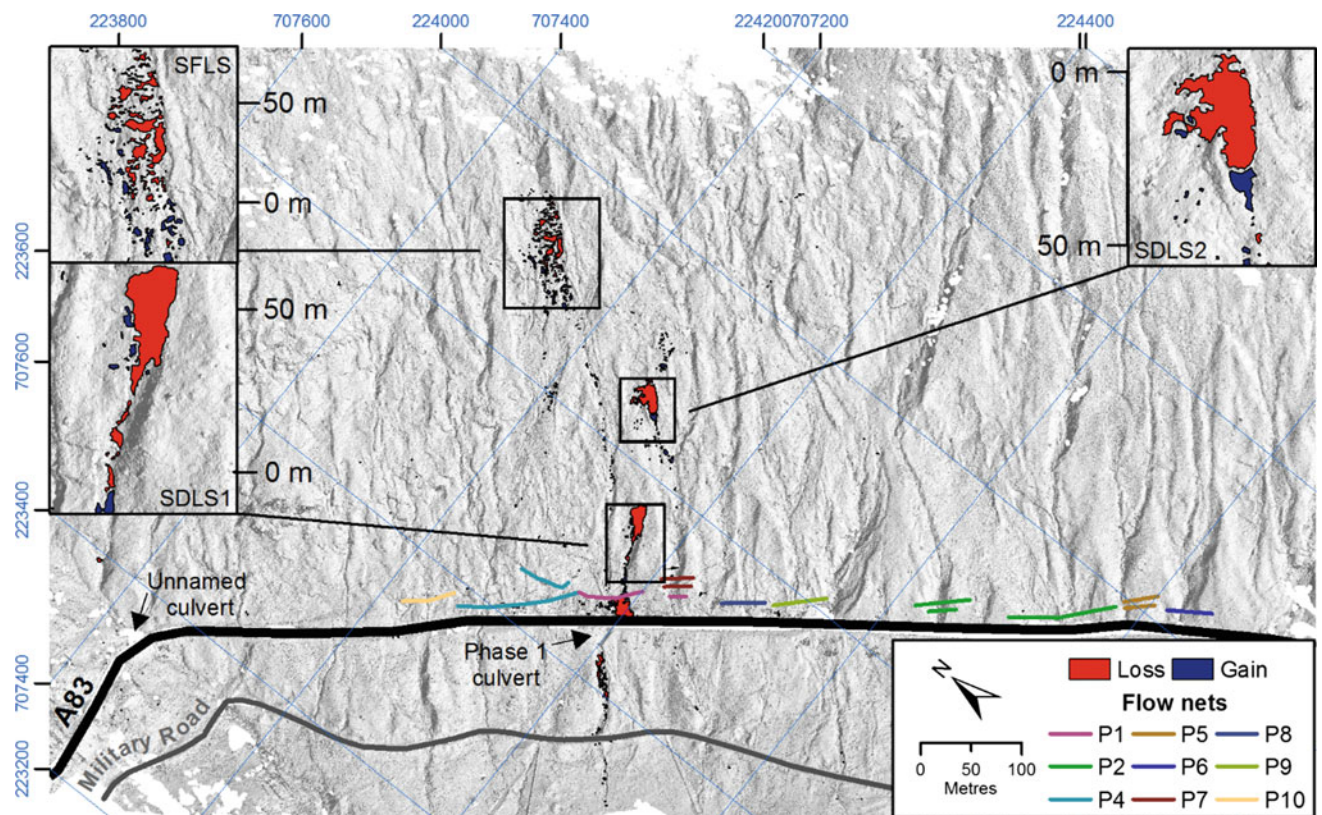 223800
707600
224000
707400
224200
707200
224400
SFLS
50 m
0 m
0 m
50 m
SDLS2
223600
50 m
707600
0 m
SDLS1
223400
Unnamed
culvert
Phase 1
culvert
A83
Military Road
707400
223200
N
Loss
Gain
Flow nets
P1
P5
P8
P2
P6
P9
P4
P7
P10
0
50
100
Metres